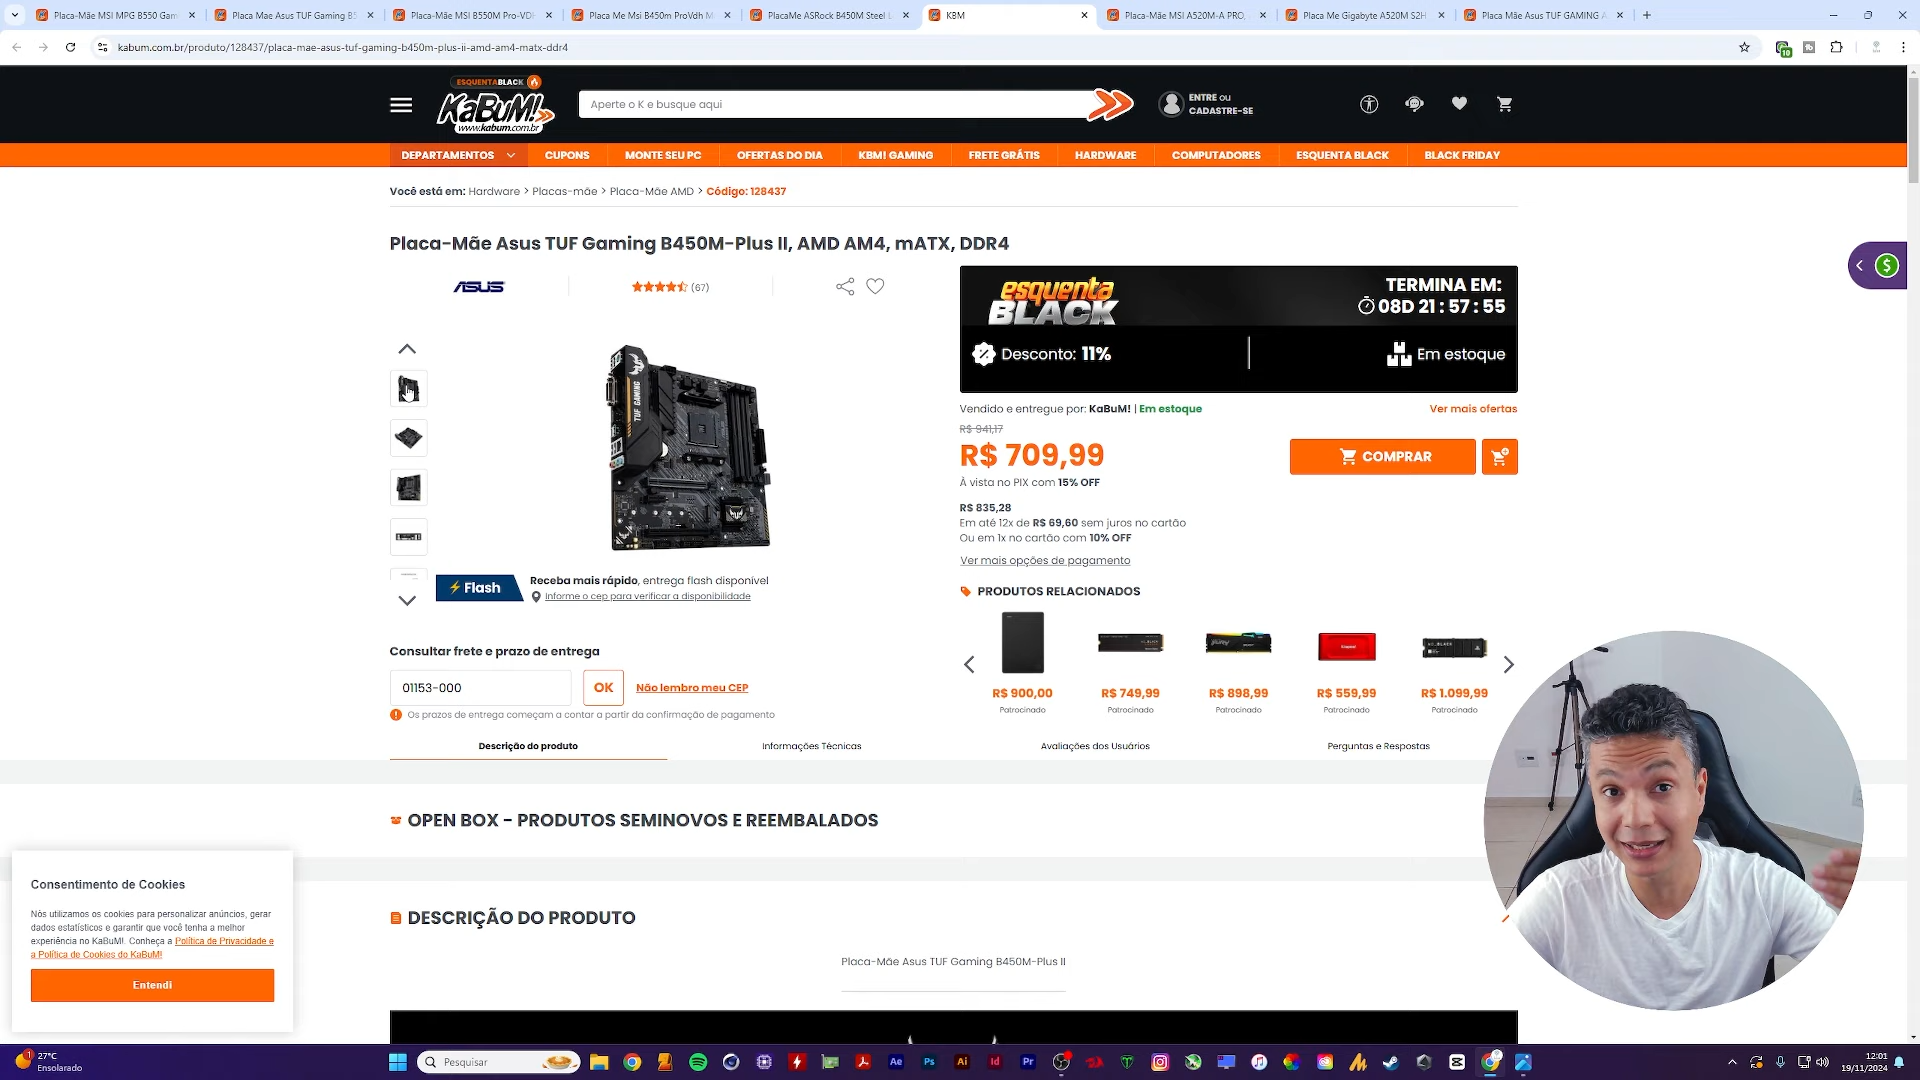 Placa-Mãe MSI MPG B550 Gam
Placa Mae Asus TUF Gaming B5
Placa-Mãe MSI B550M Pro-VDH
Placa Me Msi B450m ProVdh M
PlacaMe ASRock B450M Steel L
KBM
Placa-Mãe MSI A520M-A PRO,
Placa Me Gigabyte A520M S2H
Placa Mãe Asus TUF GAMING A
kabum.com.br/produto/128437/placa-mae-asus-tuf-gaming-b450m-plus-ii-amd-am4-matx-ddr4
10
ESQUENTABLACK
KaBuM!
www.kabum.com.br
Aperte o K e busque aqui
ENTRE ou
CADASTRE-SE
DEPARTAMENTOS
CUPONS
MONTE SEU PC
OFERTAS DO DIA
KBM! GAMING
FRETE GRÁTIS
HARDWARE
COMPUTADORES
ESQUENTA BLACK
BLACK FRIDAY
Você está em: Hardware > Placas-mãe > Placa-Mãe AMD > Código: 128437
Placa-Mãe Asus TUF Gaming B450M-Plus II, AMD AM4, mATX, DDR4
ASUS
(67)
esquenta
BLACK
TERMINA EM:
08D 21 : 57 : 55
Desconto: 11%
Em estoque
TUF GAMING
Vendido e entregue por: KaBuM! | Em estoque
Ver mais ofertas
R$ 941,17
R$ 709,99
COMPRAR
À vista no PIX com 15% OFF
R$ 835,28
Em até 12x de R$ 69,60 sem juros no cartão
Ou em 1x no cartão com 10% OFF
Ver mais opções de pagamento
Flash
Receba mais rápido, entrega flash disponível
Informe o cep para verificar a disponibilidade
PRODUTOS RELACIONADOS
R$ 900,00
R$ 749,99
R$ 898,99
R$ 559,99
R$ 1.099,99
Patrocinado
Patrocinado
Patrocinado
Patrocinado
Patrocinado
Consultar frete e prazo de entrega
01153-000
OK
Não lembro meu CEP
Os prazos de entrega começam a contar a partir da confirmação de pagamento
Descrição do produto
Informações Técnicas
Avaliações dos Usuários
Perguntas e Respostas
OPEN BOX - PRODUTOS SEMINOVOS E REEMBALADOS
DESCRIÇÃO DO PRODUTO
Placa-Mãe Asus TUF Gaming B450M-Plus II
Consentimento de Cookies
Nós utilizamos os cookies para personalizar anúncios, gerar
dados estatísticos e garantir que você tenha a melhor
experiência no KaBuM!. Conheça a Política de Privacidade e
a Política de Cookies do KaBuM!
Entendi
1
27°C
Ensolarado
Pesquisar
Ae
Ps
Ai
Id
Pr
12:01
19/11/2024